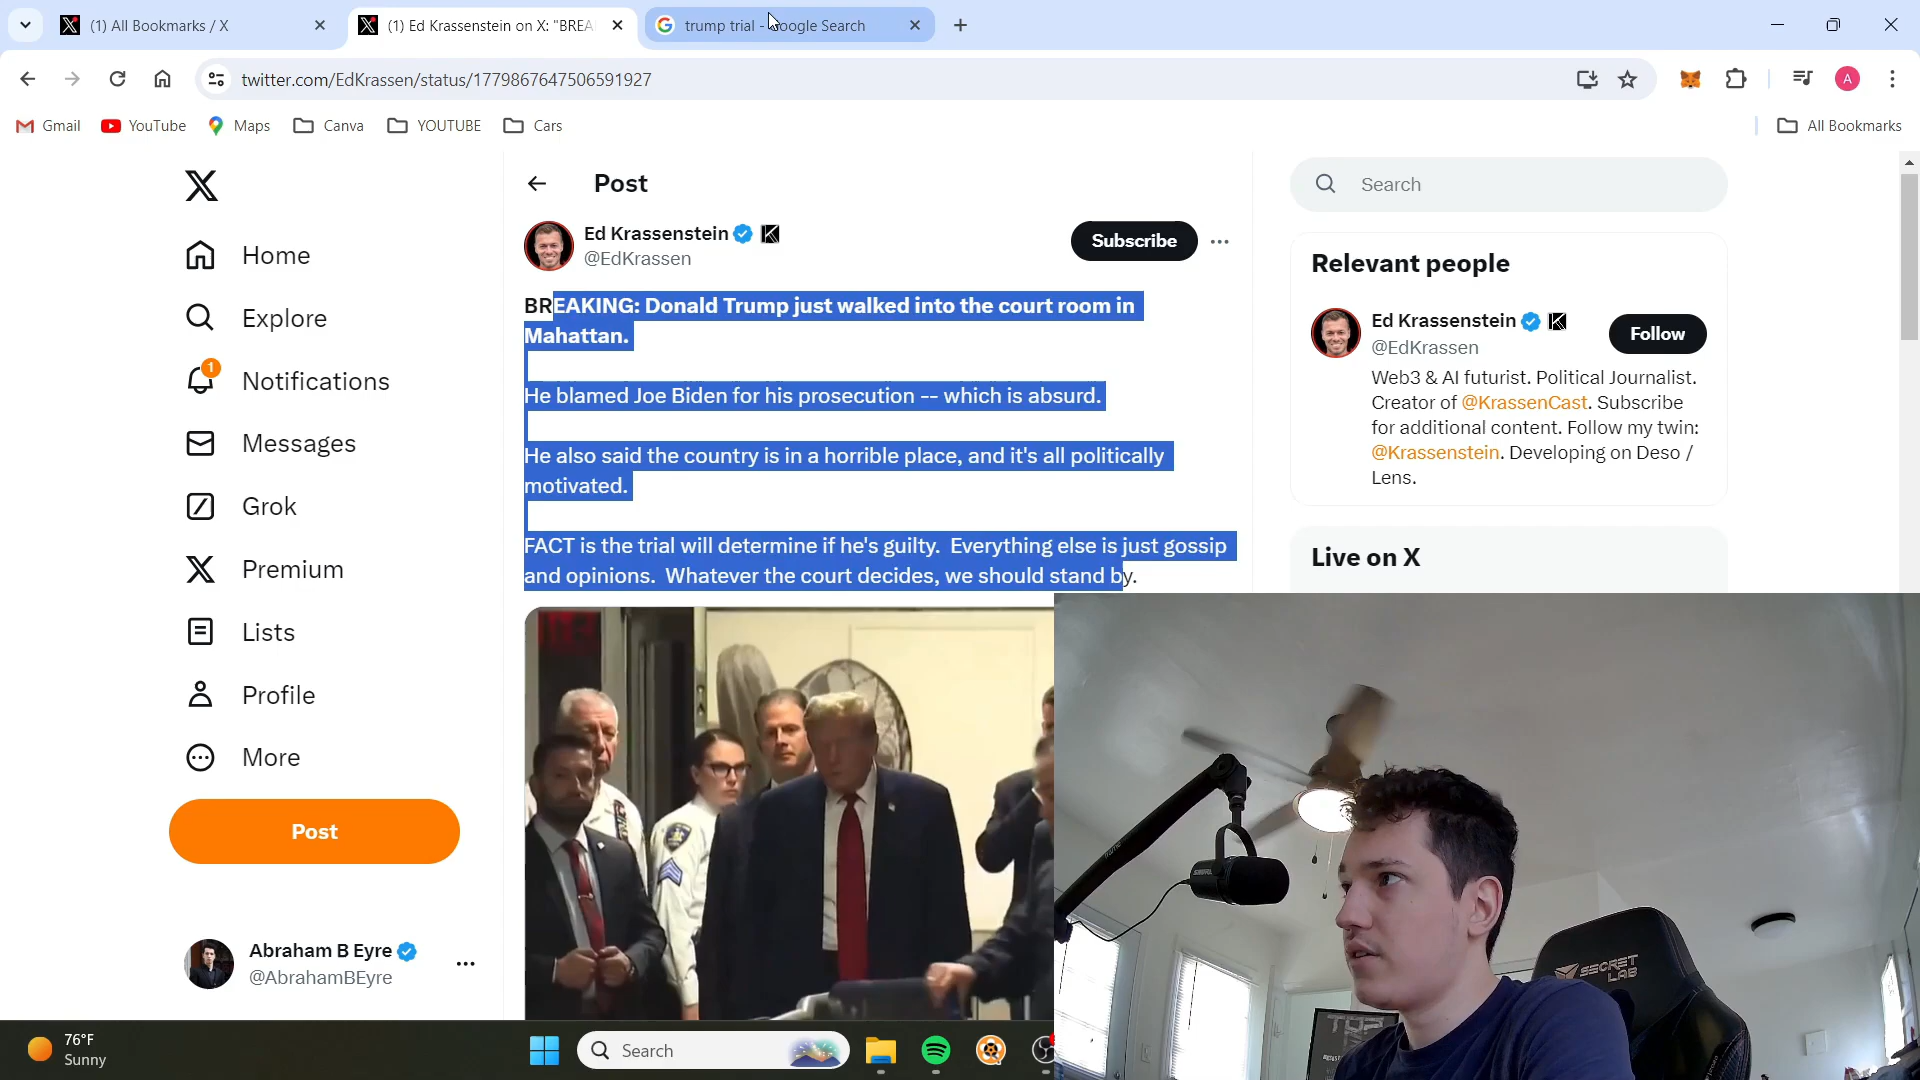 (1) All Bookmarks / X
(1) Ed Krassenstein on X: "BREA
trump trial - Google Search
twitter.com/EdKrassen/status/1779867647506591927
A
Gmail
YouTube
Maps
Canva
YOUTUBE
Cars
All Bookmarks
Home
Explore
1
Notifications
Messages
Grok
Premium
Lists
Profile
More
Post
Abraham B Eyre
@AbrahamBEyre
Post
Ed Krassenstein
@EdKrassen
Subscribe
BREAKING: Donald Trump just walked into the court room in
Mahattan.
He blamed Joe Biden for his prosecution -- which is absurd.
He also said the country is in a horrible place, and it's all politically
motivated.
FACT is the trial will determine if he's guilty. Everything else is just gossip
and opinions. Whatever the court decides, we should stand by.
Search
Relevant people
Ed Krassenstein
@EdKrassen
Follow
Web3 & AI futurist. Political Journalist.
Creator of @KrassenCast. Subscribe
for additional content. Follow my twin:
@Krassenstein. Developing on Deso /
Lens.
Live on X
SECRET
LAB
76°F
Sunny
Search